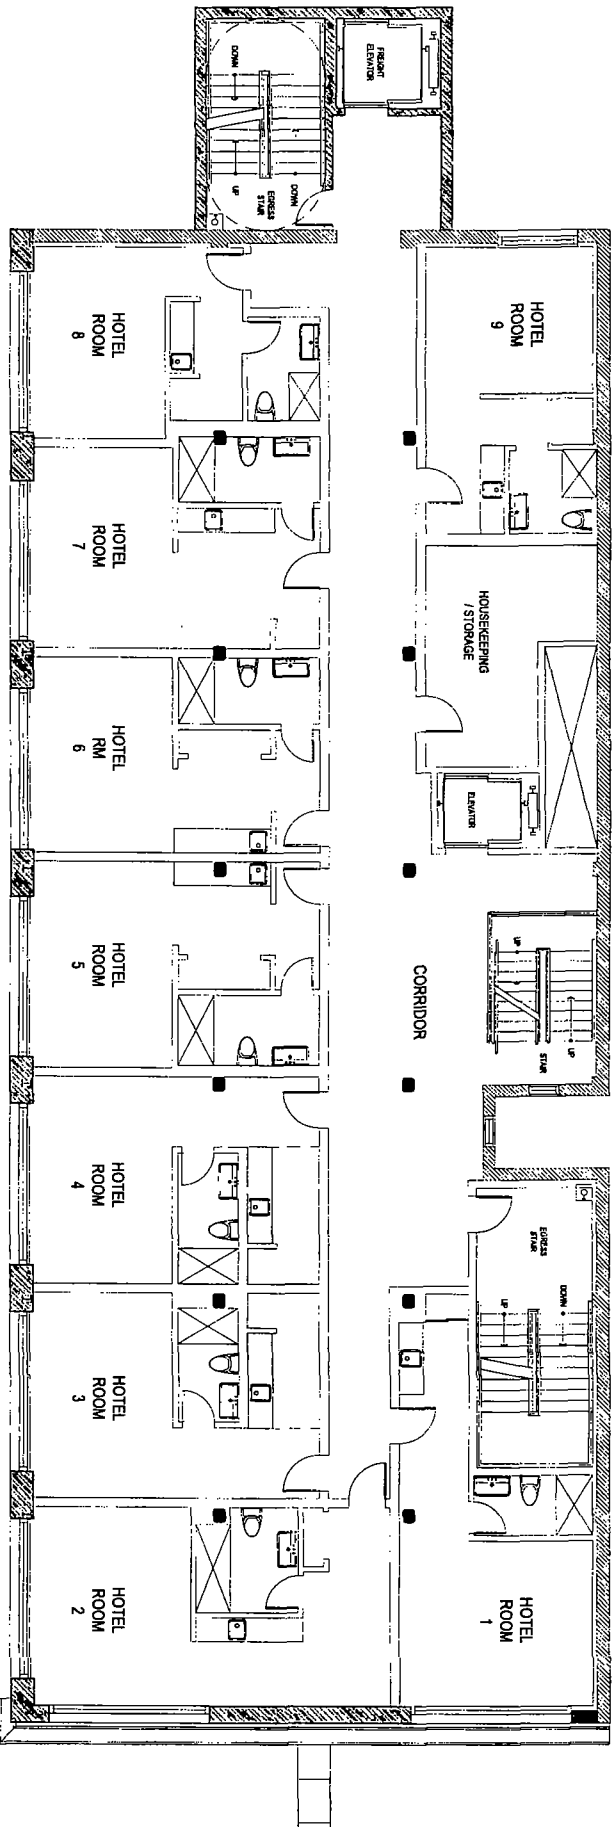 FREIGHT
ELEVATOR
DOWN
UP
DOWN
EGRESS
STAIR
HOTEL
ROOM
8
HOTEL
ROOM
9
HOTEL
ROOM
7
HOUSEKEEPING
/ STORAGE
HOTEL
RM
6
ELEVATOR
HOTEL
ROOM
5
CORRIDOR
UP
UP
STAIR
HOTEL
ROOM
4
EGRESS
STAIR
DOWN
UP
HOTEL
ROOM
3
HOTEL
ROOM
2
HOTEL
ROOM
1